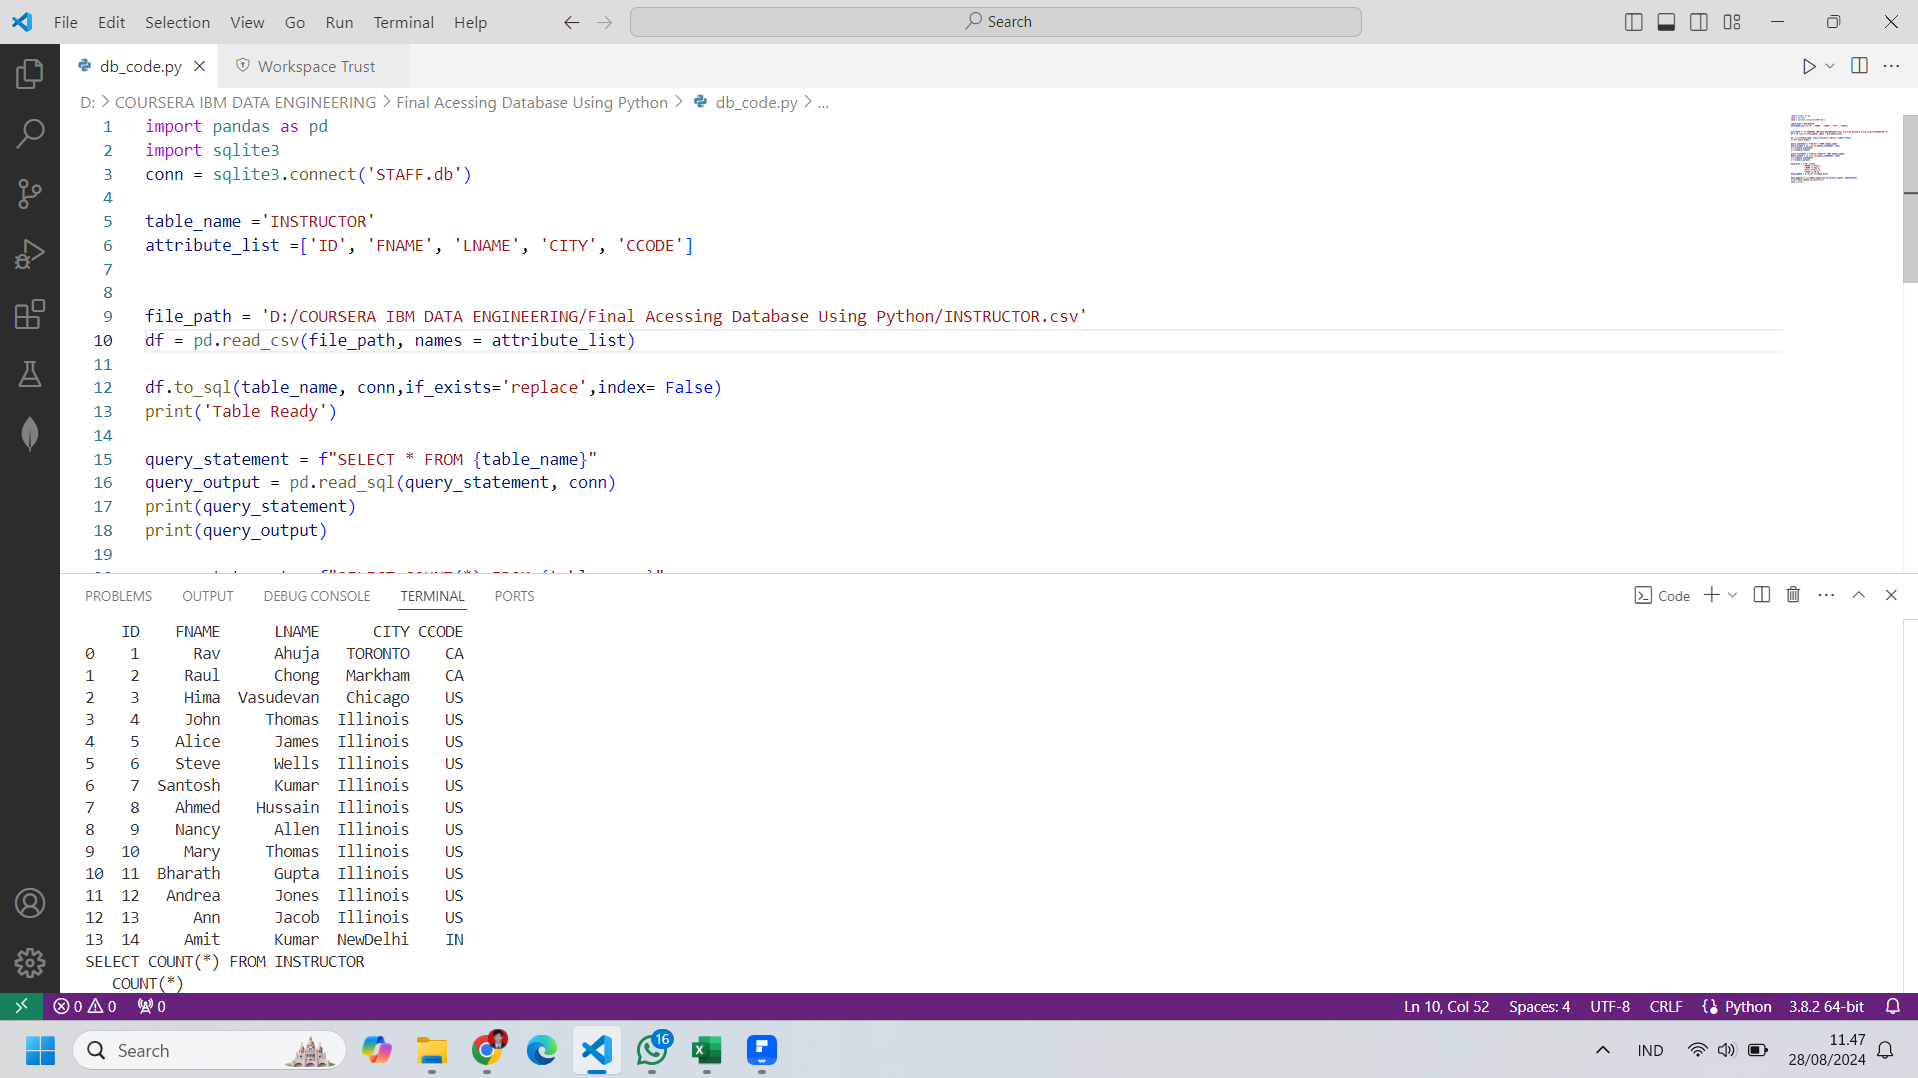 File Edit Selection View Go Run Terminal Help
Search
db_code.py
Workspace Trust
D: > COURSERA IBM DATA ENGINEERING > Final Acessing Database Using Python > db_code.py > ...
1 import pandas as pd
2 import sqlite3
3 conn = sqlite3.connect('STAFF.db')
4
5 table_name ='INSTRUCTOR'
6 attribute_list =['ID', 'FNAME', 'LNAME', 'CITY', 'CCODE']
7
8
9 file_path = 'D:/COURSERA IBM DATA ENGINEERING/Final Acessing Database Using Python/INSTRUCTOR.csv'
10 df = pd.read_csv(file_path, names = attribute_list)
11
12 df.to_sql(table_name, conn,if_exists='replace',index= False)
13 print('Table Ready')
14
15 query_statement = f"SELECT * FROM {table_name}"
16 query_output = pd.read_sql(query_statement, conn)
17 print(query_statement)
18 print(query_output)
19
PROBLEMS OUTPUT DEBUG CONSOLE TERMINAL PORTS
Code
ID FNAME LNAME CITY CCODE
0 1 Rav Ahuja TORONTO CA
1 2 Raul Chong Markham CA
2 3 Hima Vasudevan Chicago US
3 4 John Thomas Illinois US
4 5 Alice James Illinois US
5 6 Steve Wells Illinois US
6 7 Santosh Kumar Illinois US
7 8 Ahmed Hussain Illinois US
8 9 Nancy Allen Illinois US
9 10 Mary Thomas Illinois US
10 11 Bharath Gupta Illinois US
11 12 Andrea Jones Illinois US
12 13 Ann Jacob Illinois US
13 14 Amit Kumar NewDelhi IN
SELECT COUNT(*) FROM INSTRUCTOR
COUNT(*)
0 0 0
Ln 10, Col 52 Spaces: 4 UTF-8 CRLF Python 3.8.2 64-bit
Search
16
IND
11.47
28/08/2024